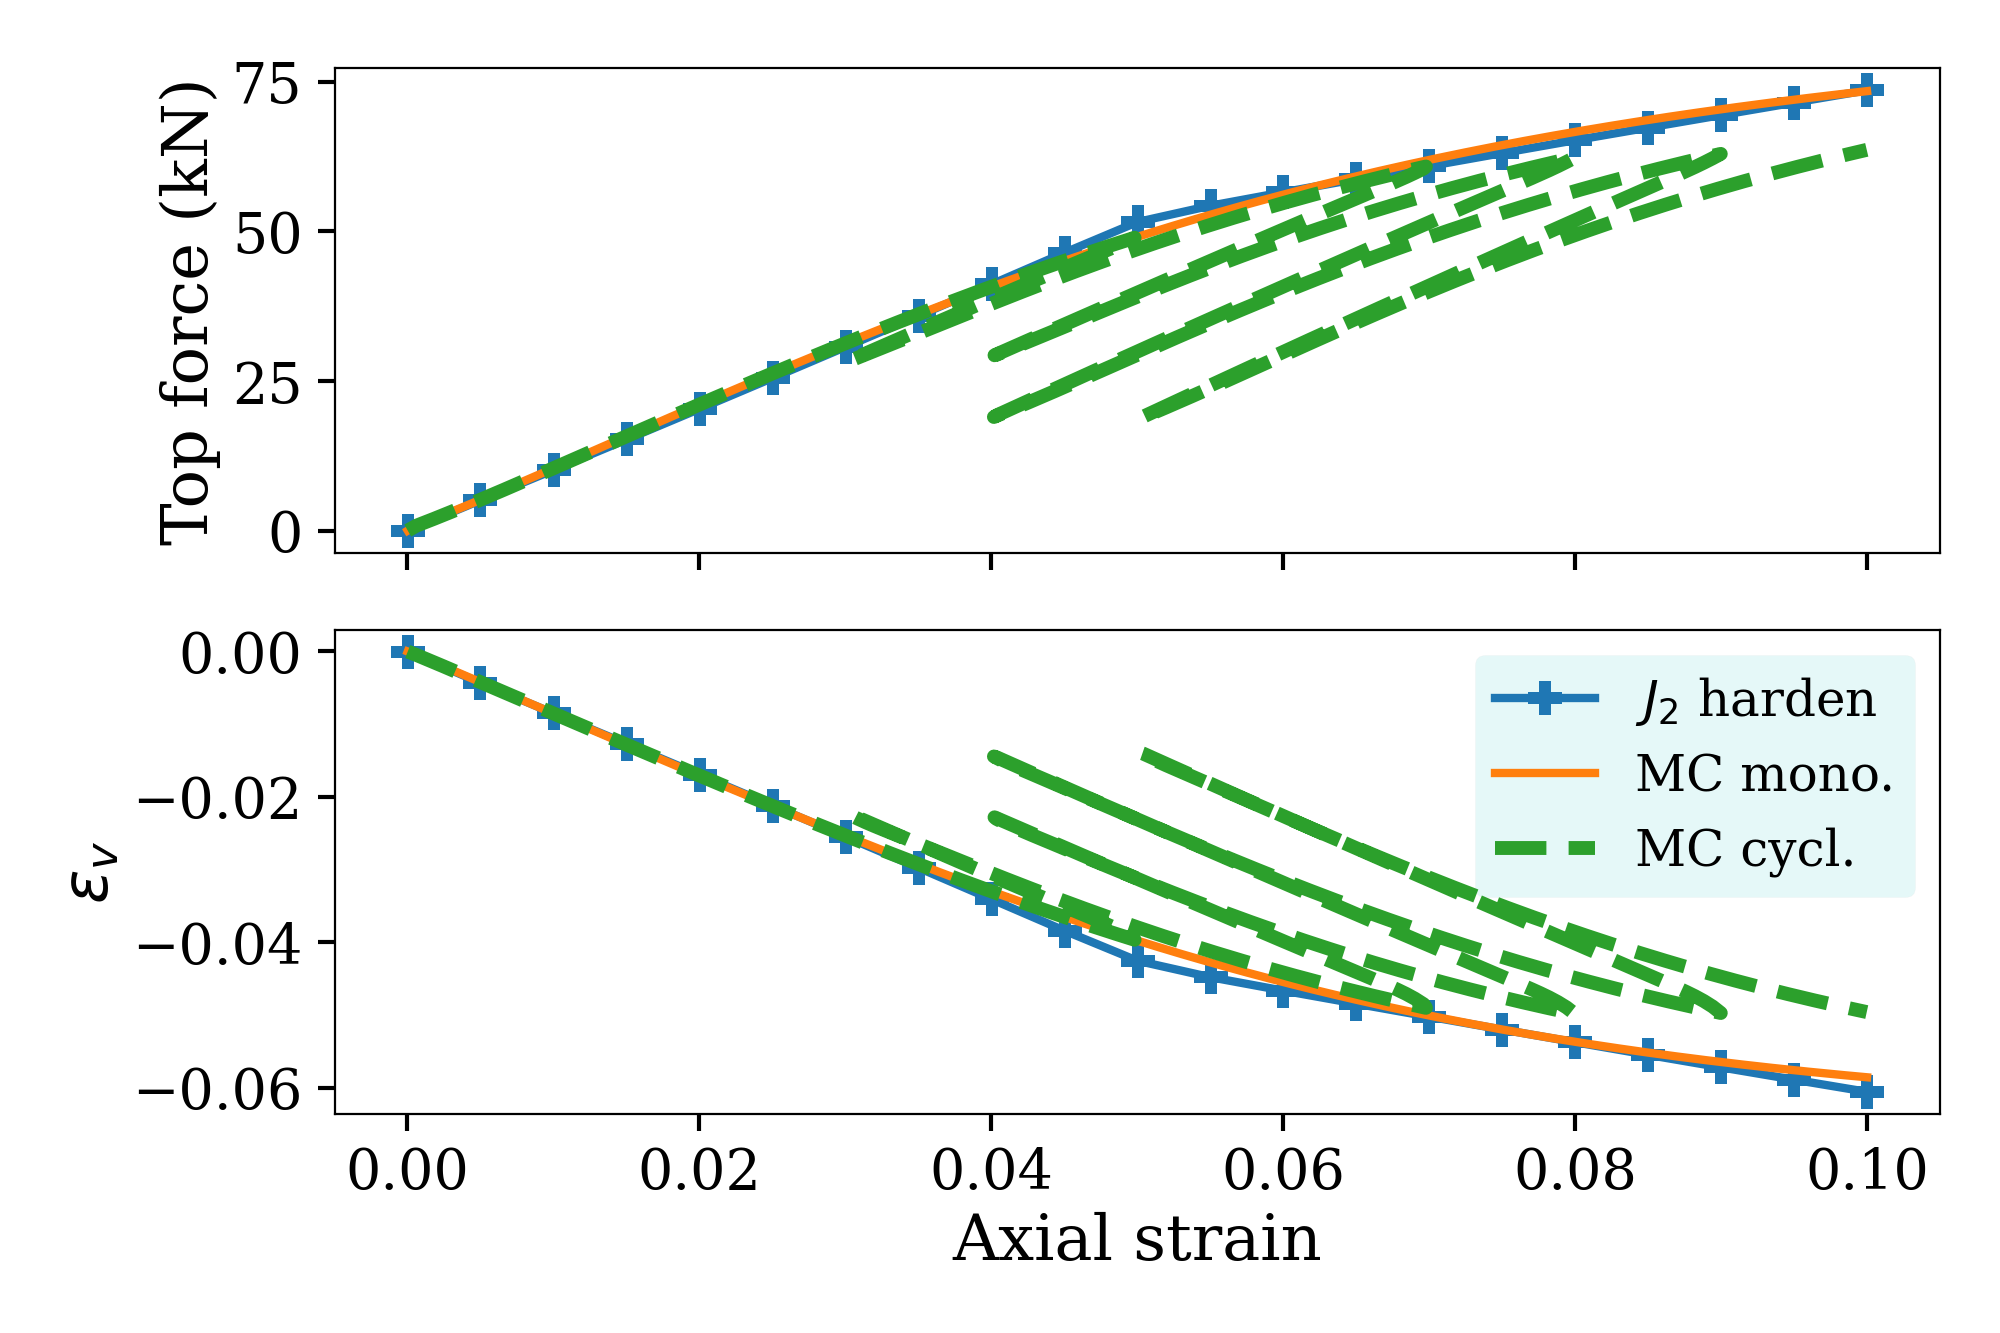 75
50
25
0
Top force (kN)
0.00
−0.02
−0.04
−0.06
εv
J2 harden
MC mono.
MC cycl.
0.00 0.02 0.04 0.06 0.08 0.10
Axial strain